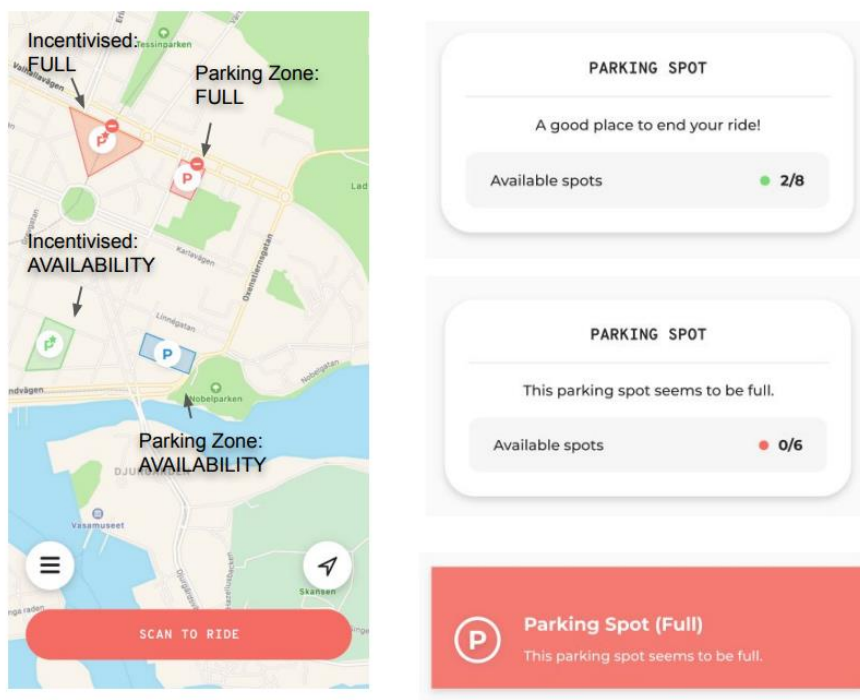 Incentivised:
FULL
Tessinparken
Valhallavägen
Parking Zone:
FULL
P
P
Incentivised:
AVAILABILITY
Karlavägen
Oxenstiernsgatan
Linnégatan
P
P
Nobelgatan
Nobelparken
Parking Zone:
AVAILABILITY
DJURGÅRDEN
Vasamuseet
Djurgårdsvägen
Hazeliusbacken
Skansen
SCAN TO RIDE
PARKING SPOT
A good place to end your ride!
Available spots 2/8
PARKING SPOT
This parking spot seems to be full.
Available spots 0/6
P
Parking Spot (Full)
This parking spot seems to be full.